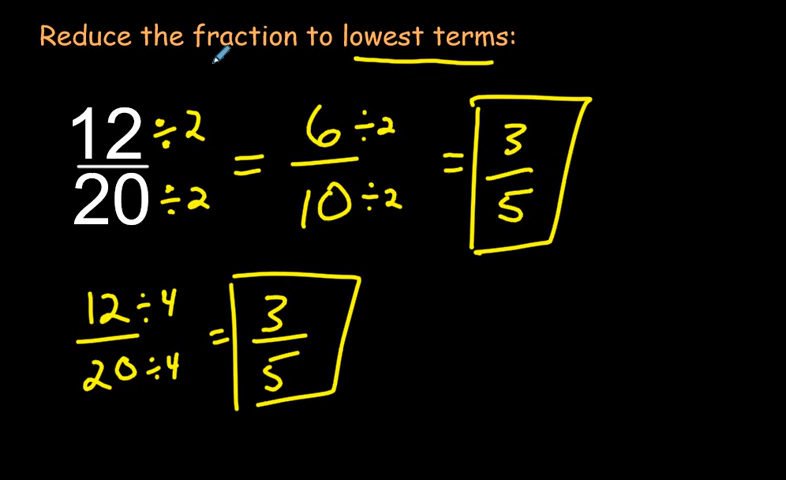 Reduce the fraction to lowest terms:
12 ÷2 = 6 ÷2 = 3
20 ÷2 10 ÷2 5
12 ÷4 = 3
20 ÷4 5